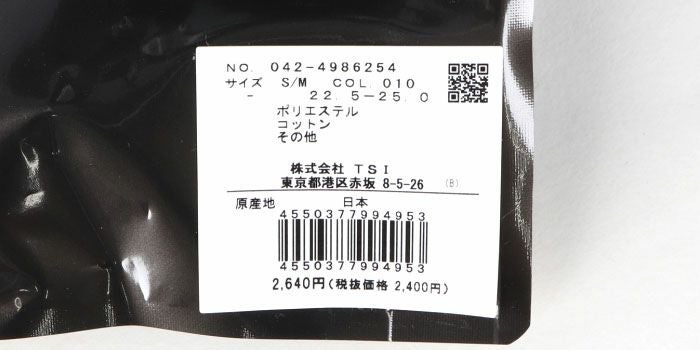 NO. 042-4986254
サイズ S/M COL. 010
- 22.5-25.0
ポリエステル
コットン
その他
株式会社 TSI
東京都港区赤坂 8-5-26 (B)
原産地 日本
4550377994953
4550377994953
2,640円(税抜価格 2,400円)